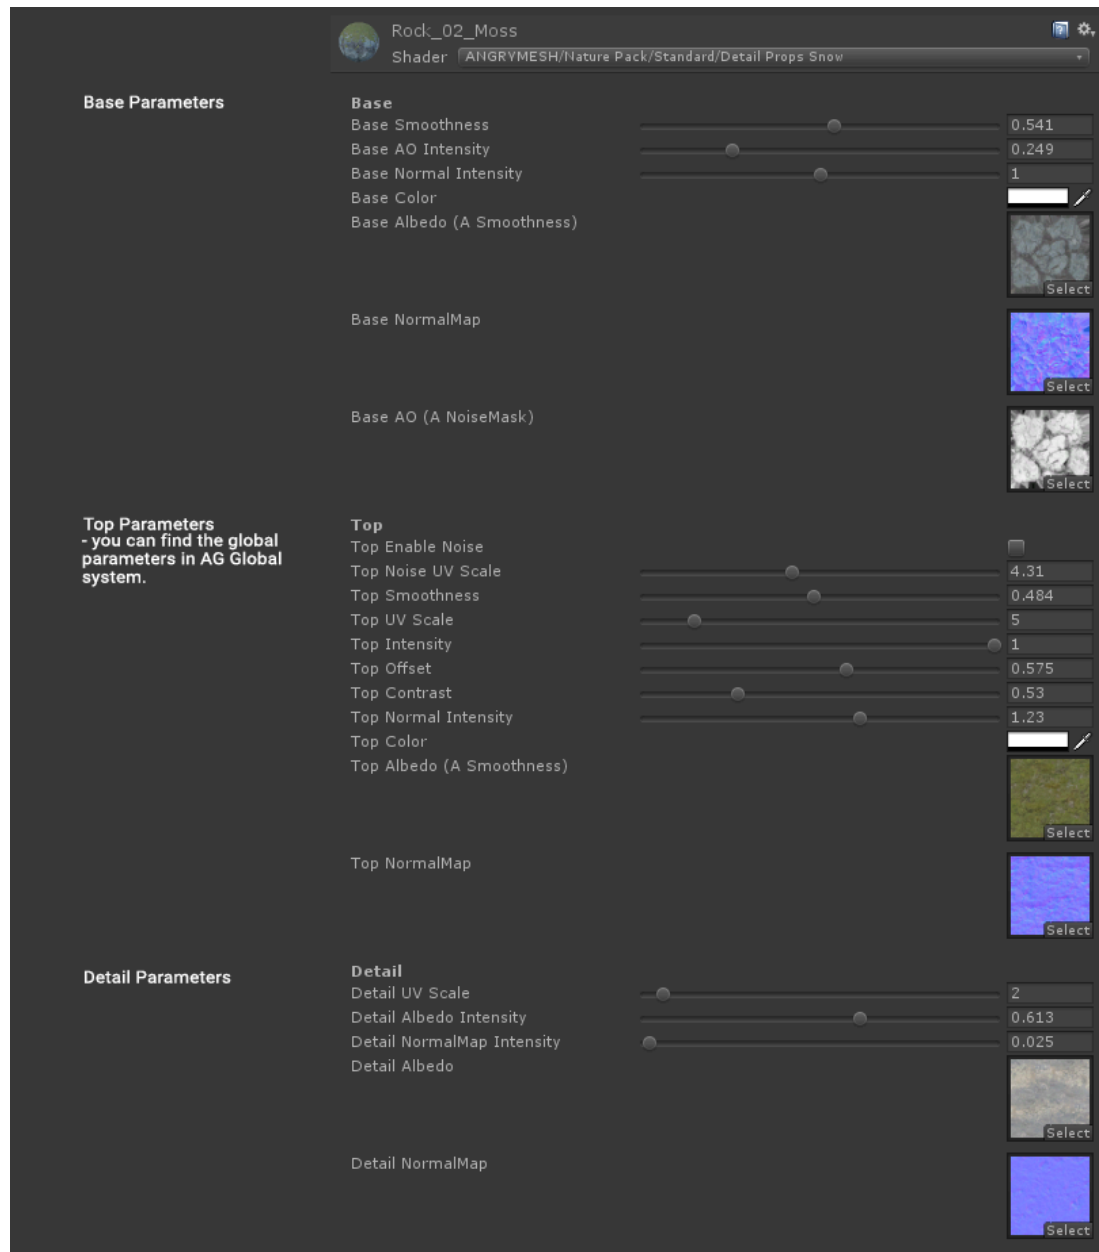 Rock_02_Moss
Shader ANGRYMESH/Nature Pack/Standard/Detail Props Snow
Base Parameters
Base
Base Smoothness 0.541
Base AO Intensity 0.249
Base Normal Intensity 1
Base Color
Base Albedo (A Smoothness)
Select
Base NormalMap
Select
Base AO (A NoiseMask)
Select
Top Parameters
- you can find the global
parameters in AG Global
system.
Top
Top Enable Noise
Top Noise UV Scale 4.31
Top Smoothness 0.484
Top UV Scale 5
Top Intensity 1
Top Offset 0.575
Top Contrast 0.53
Top Normal Intensity 1.23
Top Color
Top Albedo (A Smoothness)
Select
Top NormalMap
Select
Detail Parameters
Detail
Detail UV Scale 2
Detail Albedo Intensity 0.613
Detail NormalMap Intensity 0.025
Detail Albedo
Select
Detail NormalMap
Select